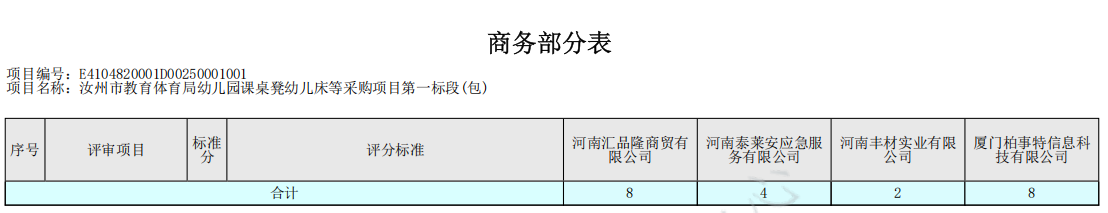 商务部分表
项目编号：E4104820001D00250001001
项目名称：汝州市教育体育局幼儿园课桌凳幼儿床等采购项目第一标段(包)
序号 评审项目 标准分 评分标准 河南汇品隆商贸有限公司 河南泰莱安应急服务有限公司 河南丰材实业有限公司 厦门柏事特信息科技有限公司
合计 8 4 2 8
心